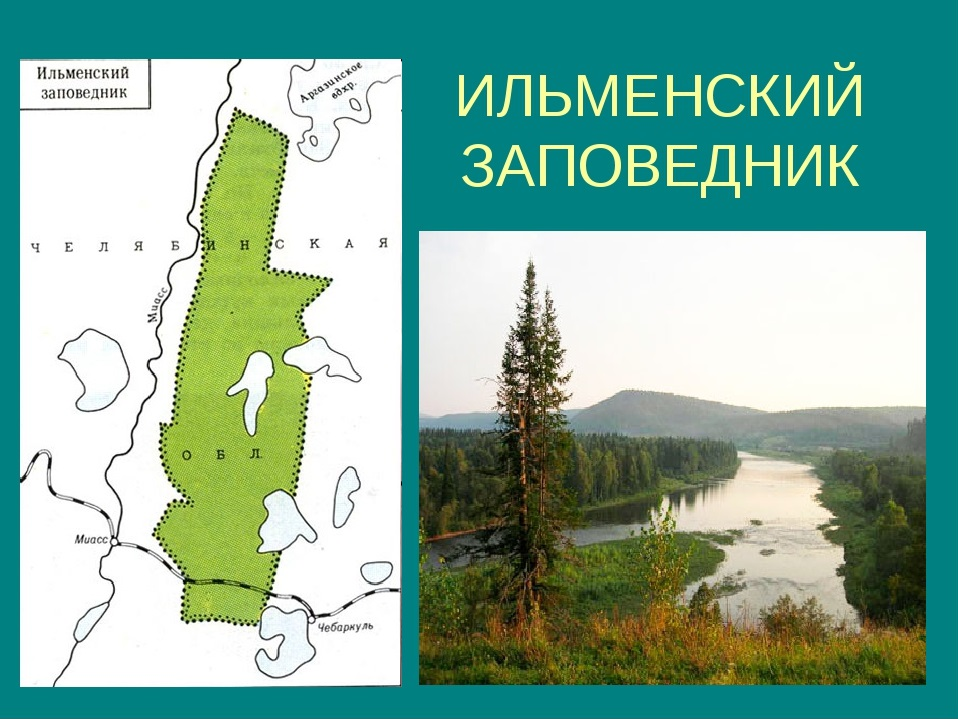 Ильменский
заповедник
Аргазинское
вдхр.
ИЛЬМЕНСКИЙ
ЗАПОВЕДНИК
ЧЕЛЯБИНСКАЯ
Миасс
ОБЛ.
Миасс
Чебаркуль